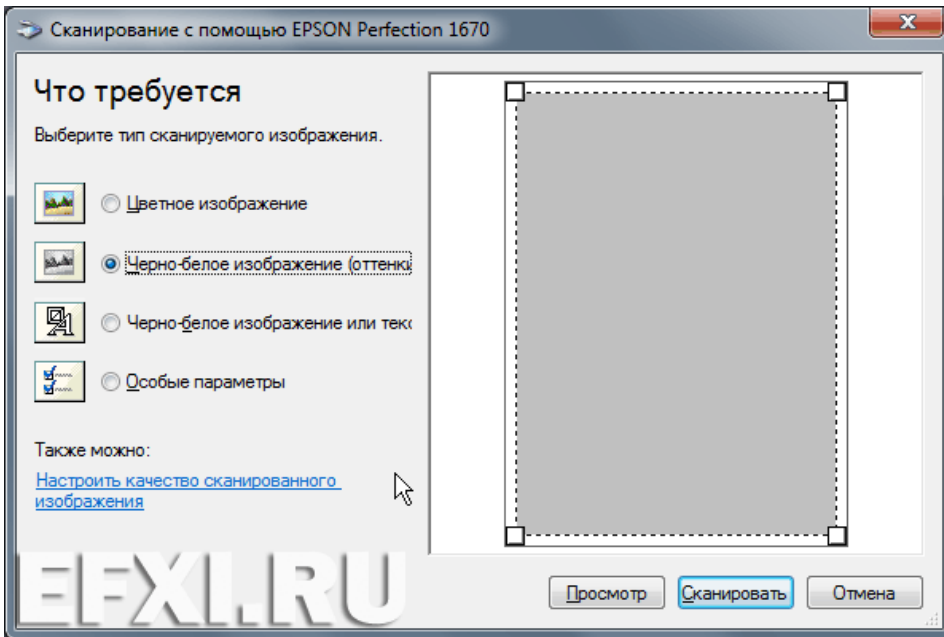 Сканирование с помощью EPSON Perfection 1670
Что требуется
Выберите тип сканируемого изображения.
Цветное изображение
Черно-белое изображение (оттенки
Черно-белое изображение или текс
Особые параметры
Также можно:
Настроить качество сканированного
изображения
EFXI.RU
Просмотр
Сканировать
Отмена